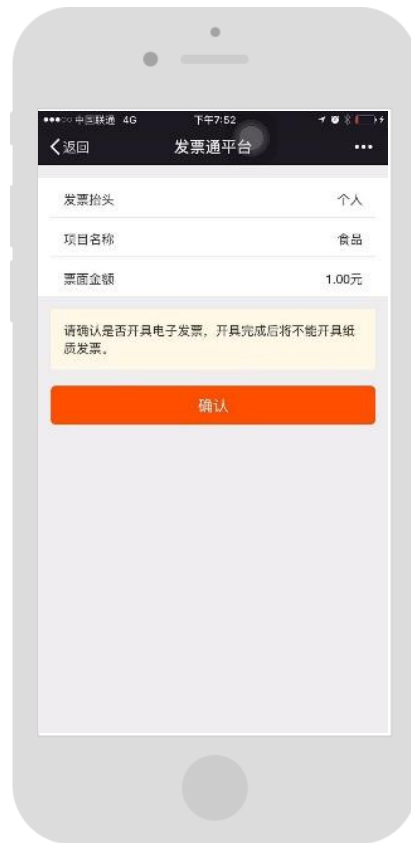 中国联通 4G 下午7:52
返回 发票通平台
发票抬头 个人
项目名称 食品
票面金额 1.00元
请确认是否开具电子发票，开具完成后将不能开具纸
质发票。
确认